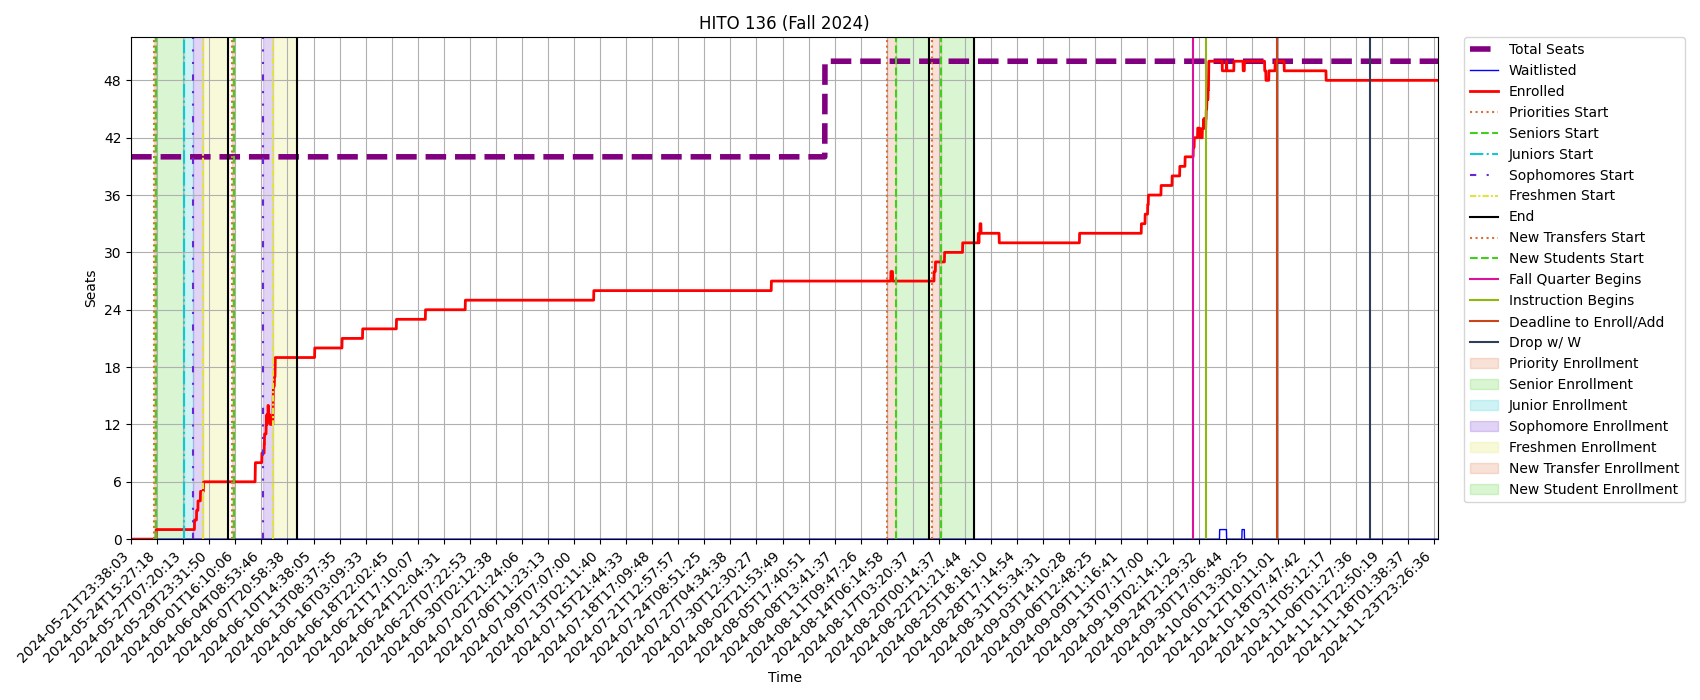 HITO 136 (Fall 2024)
Seats
48
42
36
30
24
18
12
6
0
2024-05-21T23:38:03
2024-05-24T15:27:18
2024-05-27T07:20:13
2024-05-29T23:31:50
2024-06-01T16:10:06
2024-06-04T08:53:46
2024-06-07T20:58:38
2024-06-10T14:38:05
2024-06-13T08:37:35
2024-06-16T03:09:33
2024-06-18T22:02:45
2024-06-21T17:10:07
2024-06-24T12:04:31
2024-06-27T07:22:53
2024-06-30T02:12:38
2024-07-02T21:24:06
2024-07-06T11:23:13
2024-07-09T07:07:00
2024-07-13T02:11:40
2024-07-15T21:44:33
2024-07-18T17:09:48
2024-07-21T12:57:57
2024-07-24T08:51:25
2024-07-27T04:34:38
2024-07-30T12:30:27
2024-08-02T21:53:49
2024-08-05T17:40:51
2024-08-08T13:41:37
2024-08-11T09:47:26
2024-08-14T06:14:58
2024-08-17T03:20:37
2024-08-20T00:14:37
2024-08-22T21:21:44
2024-08-25T18:18:10
2024-08-28T17:14:54
2024-08-31T15:34:31
2024-09-03T14:10:28
2024-09-06T12:48:25
2024-09-09T11:16:41
2024-09-13T07:17:00
2024-09-19T02:14:12
2024-09-24T21:29:32
2024-09-30T17:06:44
2024-10-06T13:30:25
2024-10-12T10:11:01
2024-10-18T07:47:42
2024-10-31T05:12:17
2024-11-06T01:27:36
2024-11-11T22:50:19
2024-11-18T01:38:37
2024-11-23T23:26:36
Time
Total Seats
Waitlisted
Enrolled
Priorities Start
Seniors Start
Juniors Start
Sophomores Start
Freshmen Start
End
New Transfers Start
New Students Start
Fall Quarter Begins
Instruction Begins
Deadline to Enroll/Add
Drop w/ W
Priority Enrollment
Senior Enrollment
Junior Enrollment
Sophomore Enrollment
Freshmen Enrollment
New Transfer Enrollment
New Student Enrollment